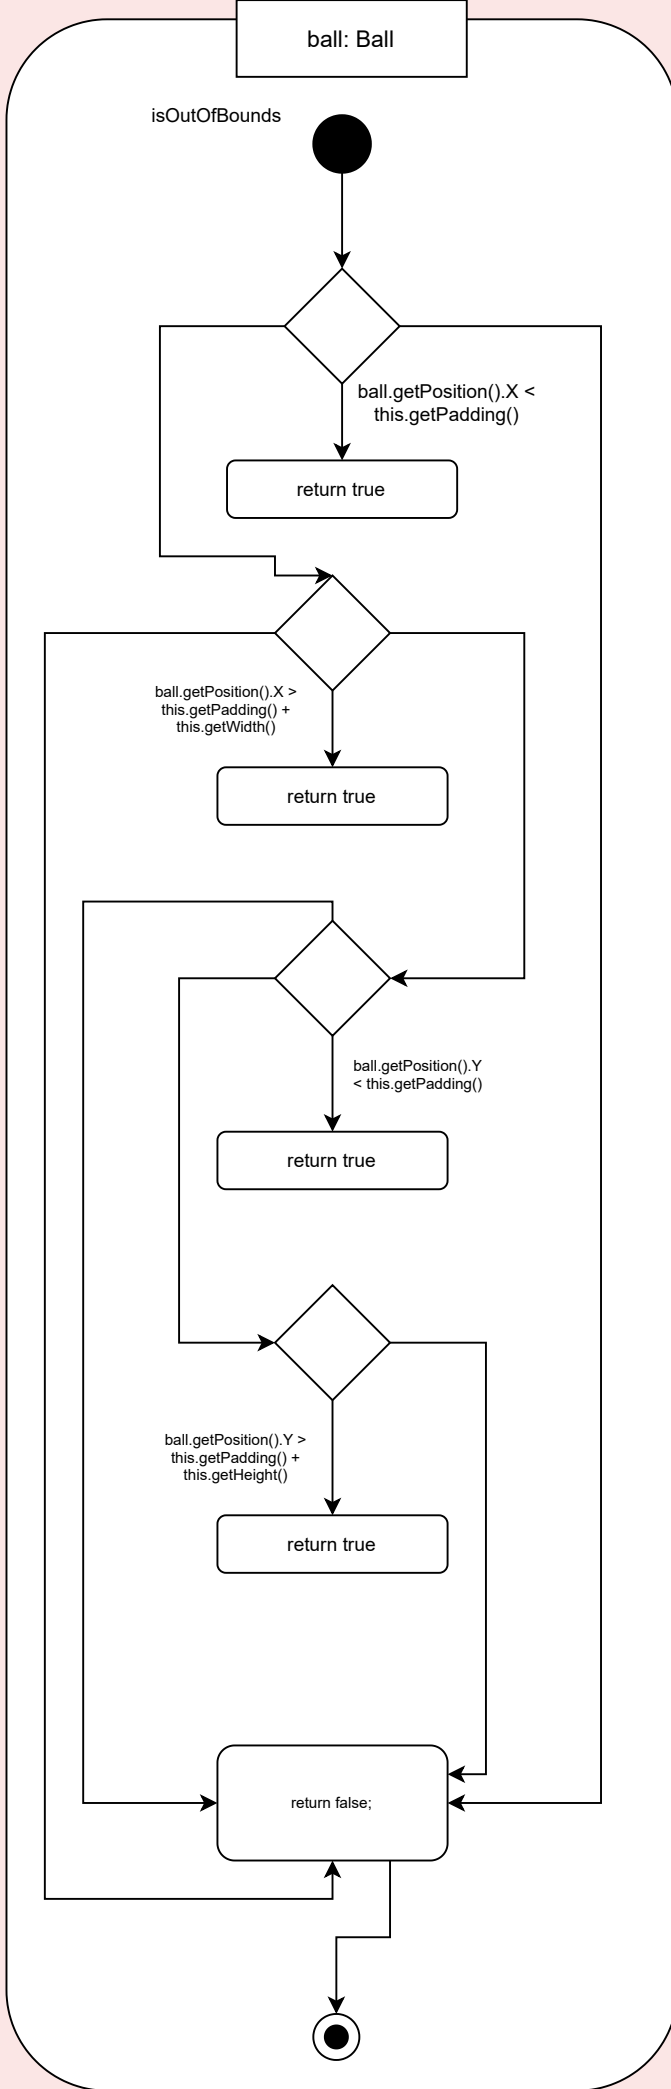 ball: Ball
isOutOfBounds
ball.getPosition().X <
this.getPadding()
return true
ball.getPosition().X >
this.getPadding() +
this.getWidth()
return true
ball.getPosition().Y
< this.getPadding()
return true
ball.getPosition().Y >
this.getPadding() +
this.getHeight()
return true
return false;